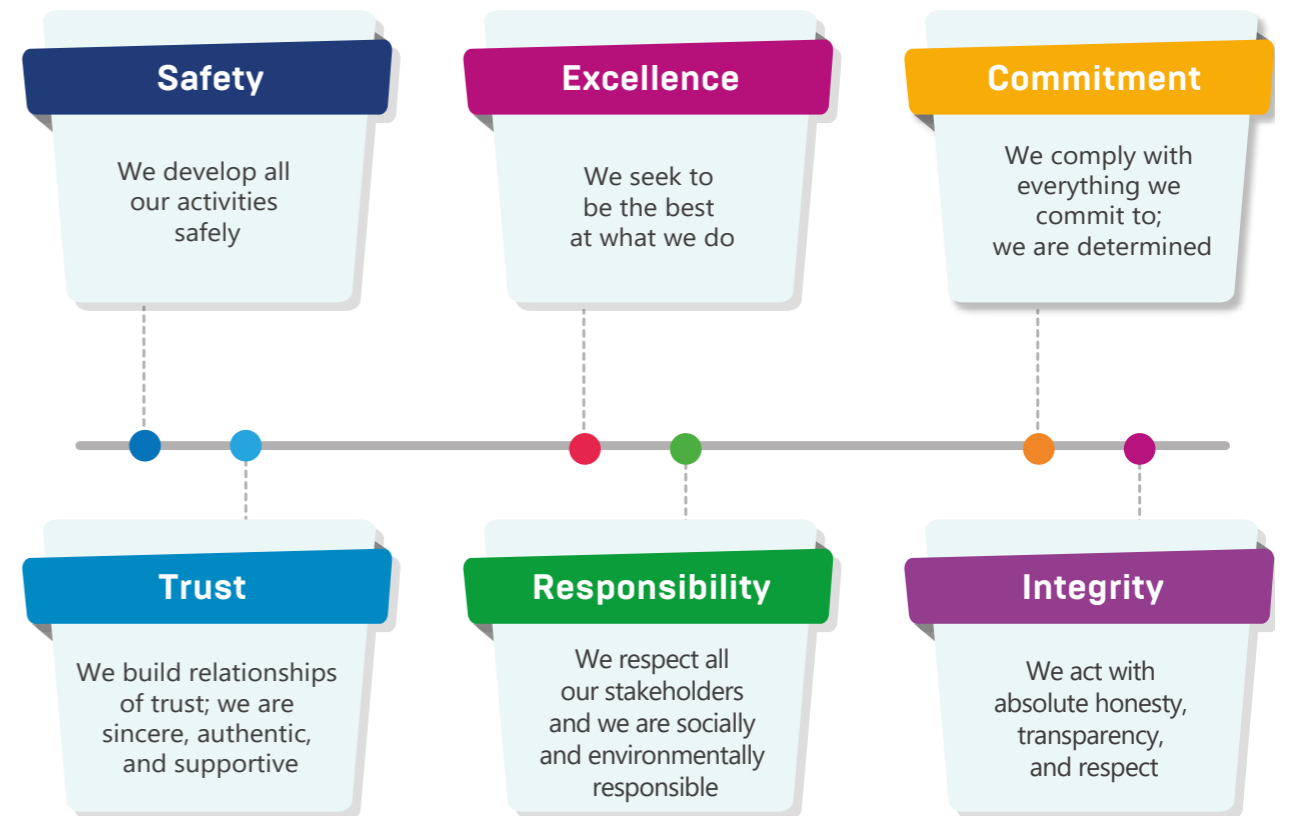 Safety
We develop all
our activities
safely
Excellence
We seek to
be the best
at what we do
Commitment
We comply with
everything we
commit to;
we are determined
Trust
We build relationships
of trust; we are
sincere, authentic,
and supportive
Responsibility
We respect all
our stakeholders
and we are socially
and environmentally
responsible
Integrity
We act with
absolute honesty,
transparency,
and respect